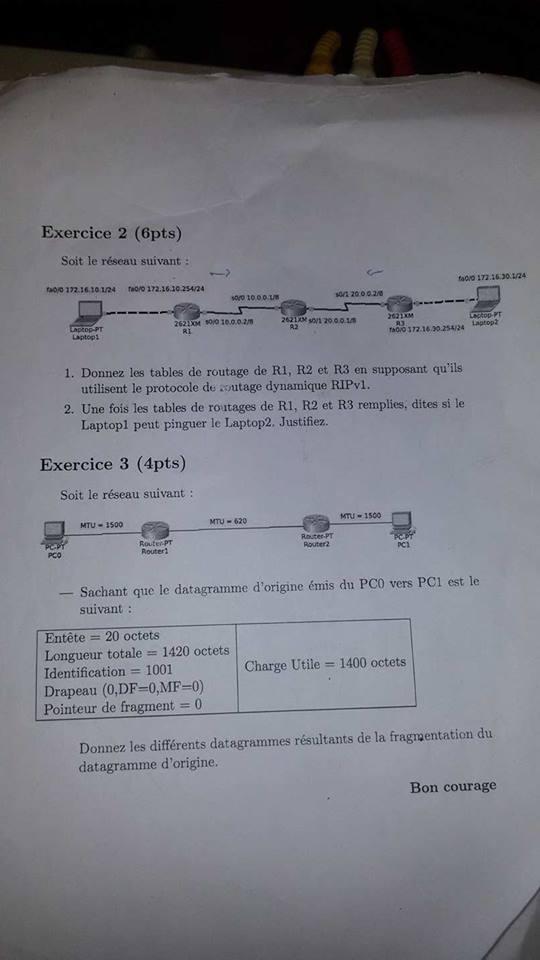 Exercice 2 (6pts)
Soit le réseau suivant :
fa0/0 172.16.30.1/24
fa0/0 172.16.10.1/24 fa0/0 172.16.10.254/24
s0/0 10.0.0.1/8 s0/1 20.0.0.2/8
Laptop-PT
Laptop1
2621XM
R1
s0/0 10.0.0.2/8
2621XM
R2
s0/1 20.0.0.1/8
2621XM
R3
fa0/0 172.16.30.254/24
Laptop-PT
Laptop2
1. Donnez les tables de routage de R1, R2 et R3 en supposant qu'ils
utilisent le protocole de routage dynamique RIPv1.
2. Une fois les tables de routages de R1, R2 et R3 remplies, dites si le
Laptop1 peut pinguer le Laptop2. Justifiez.
Exercice 3 (4pts)
Soit le réseau suivant :
MTU = 1500 MTU = 620 MTU = 1500
PC-PT
PC0
Router-PT
Router1
Router-PT
Router2
PC-PT
PC1
— Sachant que le datagramme d'origine émis du PC0 vers PC1 est le
suivant :
Entête = 20 octets
Longueur totale = 1420 octets
Identification = 1001
Drapeau (0,DF=0,MF=0)
Pointeur de fragment = 0
Charge Utile = 1400 octets
Donnez les différents datagrammes résultants de la fragmentation du
datagramme d'origine.
Bon courage